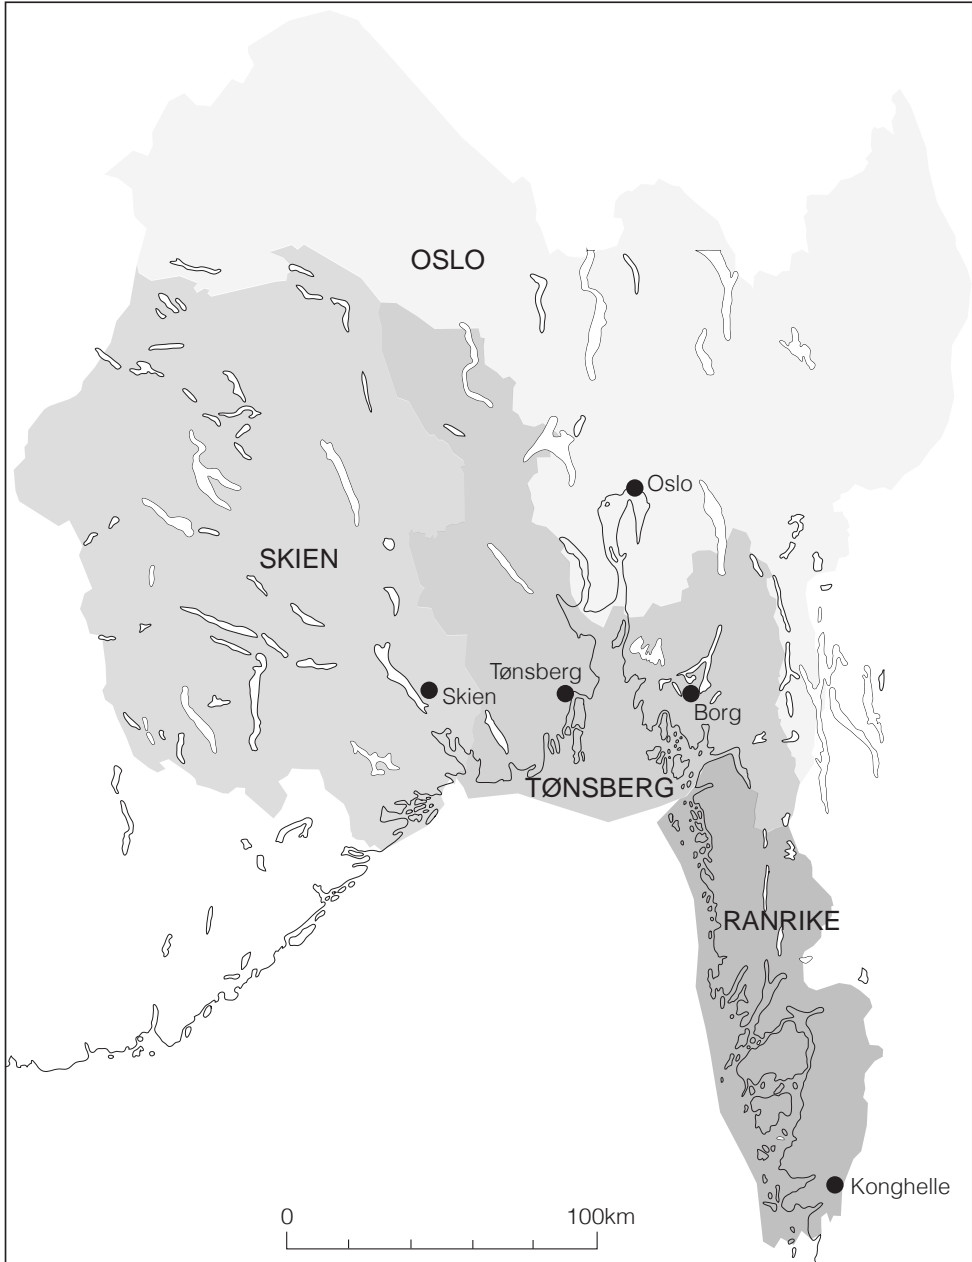 OSLO
Oslo
SKIEN
Tønsberg
Skien
Borg
TØNSBERG
RANRIKE
Konghelle
0 100km